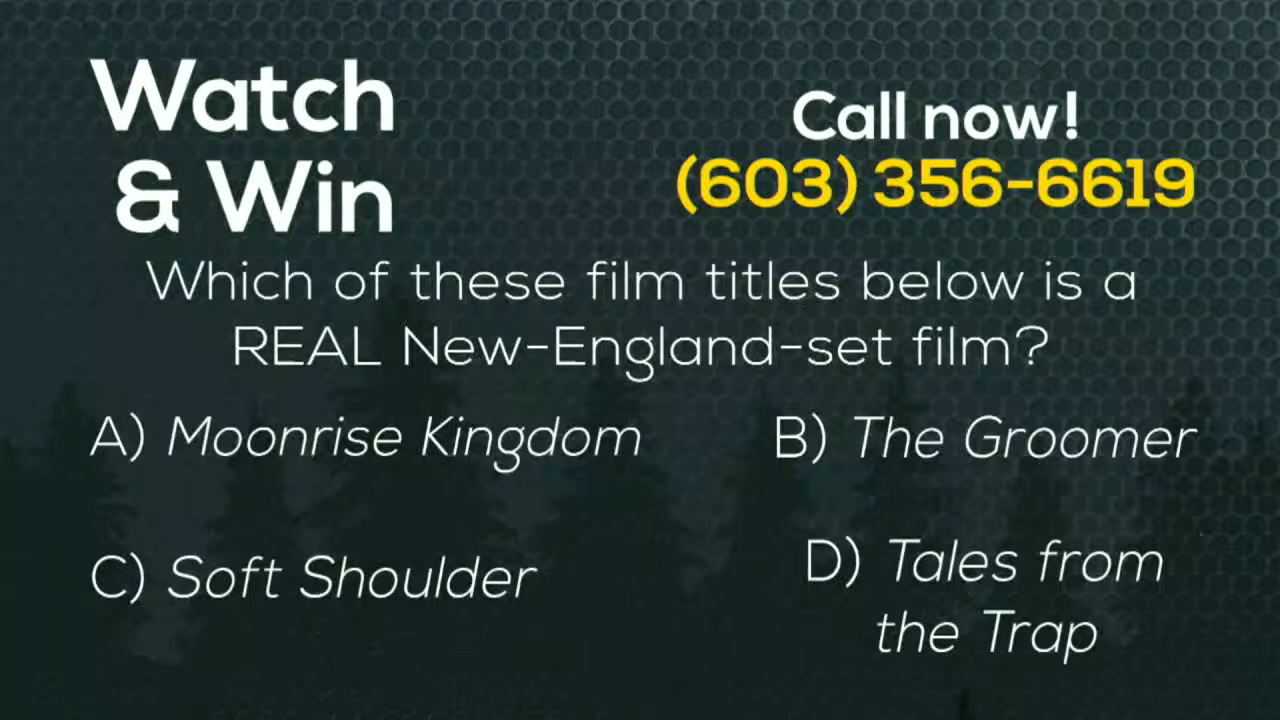 Watch
& Win
Call now!
(603) 356-6619
Which of these film titles below is a
REAL New-England-set film?
A) Moonrise Kingdom
B) The Groomer
C) Soft Shoulder
D) Tales from
the Trap